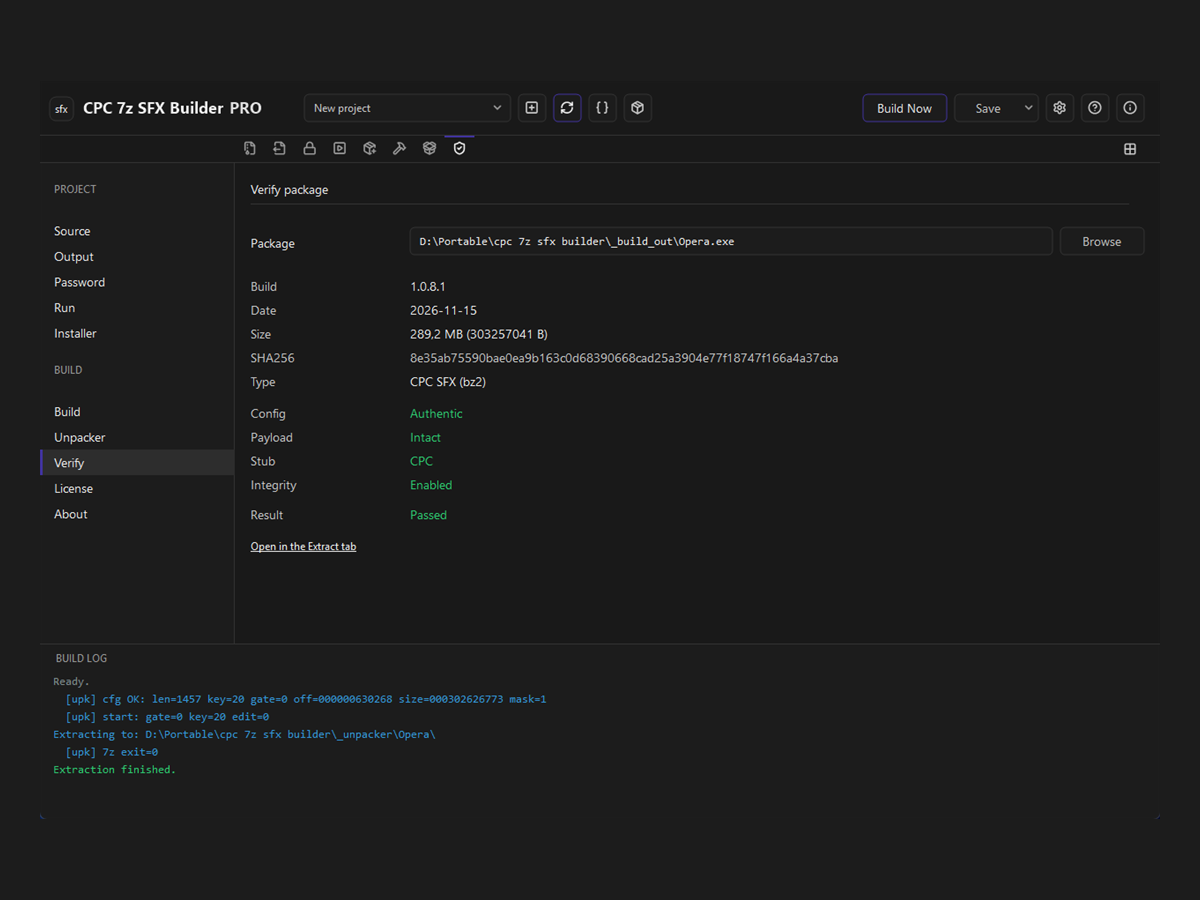 sfx CPC 7z SFX Builder PRO New project Build Now Save
PROJECT
Source
Output
Password
Run
Installer
BUILD
Build
Unpacker
Verify
License
About
Verify package
Package D:\Portable\cpc 7z sfx builder\_build_out\Opera.exe Browse
Build 1.0.8.1
Date 2026-11-15
Size 289,2 MB (303257041 B)
SHA256 8e35ab75590bae0ea9b163c0d68390668cad25a3904e77f18747f166a4a37cba
Type CPC SFX (bz2)
Config Authentic
Payload Intact
Stub CPC
Integrity Enabled
Result Passed
Open in the Extract tab
BUILD LOG
Ready.
[upk] cfg OK: len=1457 key=20 gate=0 off=000000630268 size=000302626773 mask=1
[upk] start: gate=0 key=20 edit=0
Extracting to: D:\Portable\cpc 7z sfx builder\_unpacker\Opera\
[upk] 7z exit=0
Extraction finished.